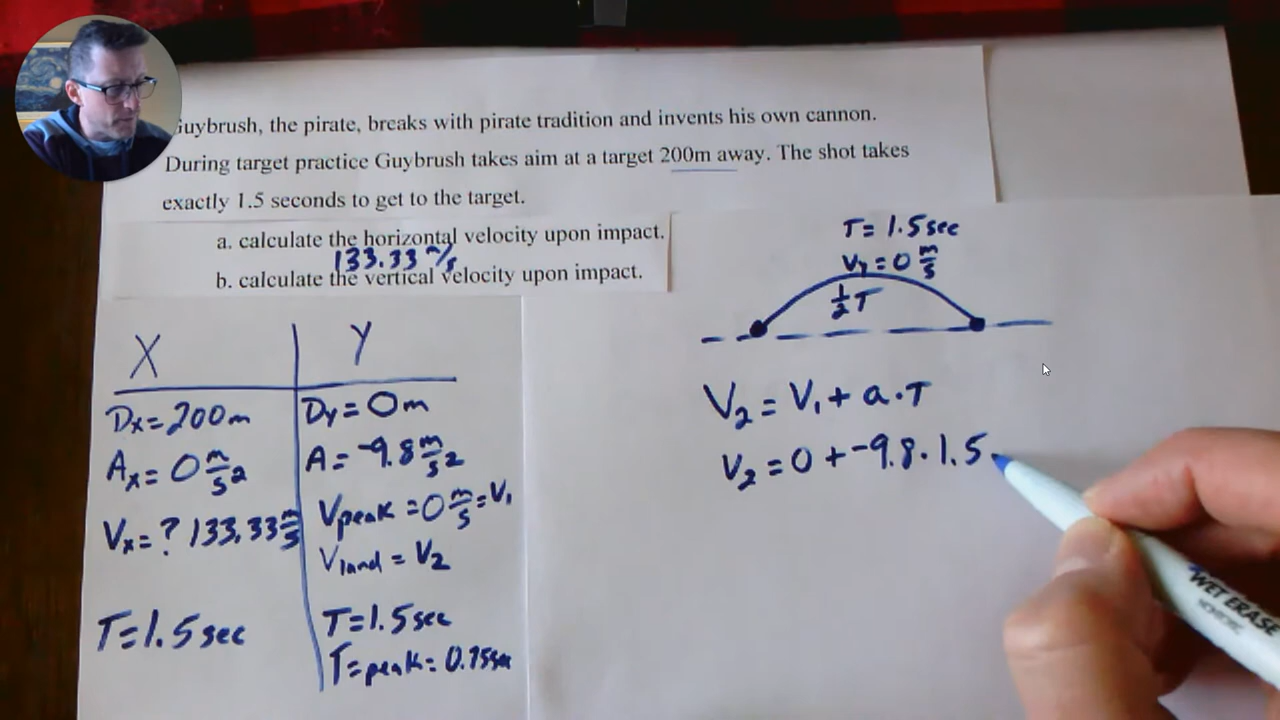 Guybrush, the pirate, breaks with pirate tradition and invents his own cannon.
During target practice Guybrush takes aim at a target 200m away. The shot takes
exactly 1.5 seconds to get to the target.
a. calculate the horizontal velocity upon impact.
133.33 m/s
b. calculate the vertical velocity upon impact.
X
Dx = 200m
Ax = 0 m/s2
Vx = ? 133.33 m/s
T = 1.5 sec
Y
Dy = 0m
A = -9.8 m/s2
Vpeak = 0 m/s = V1
Vland = V2
T = 1.5 sec
T = peak = 0.75 sec
T = 1.5 sec
Vy = 0 m/s
1/2 T
V2 = V1 + a·T
V2 = 0 + -9.8 · 1.5
WET ERASE